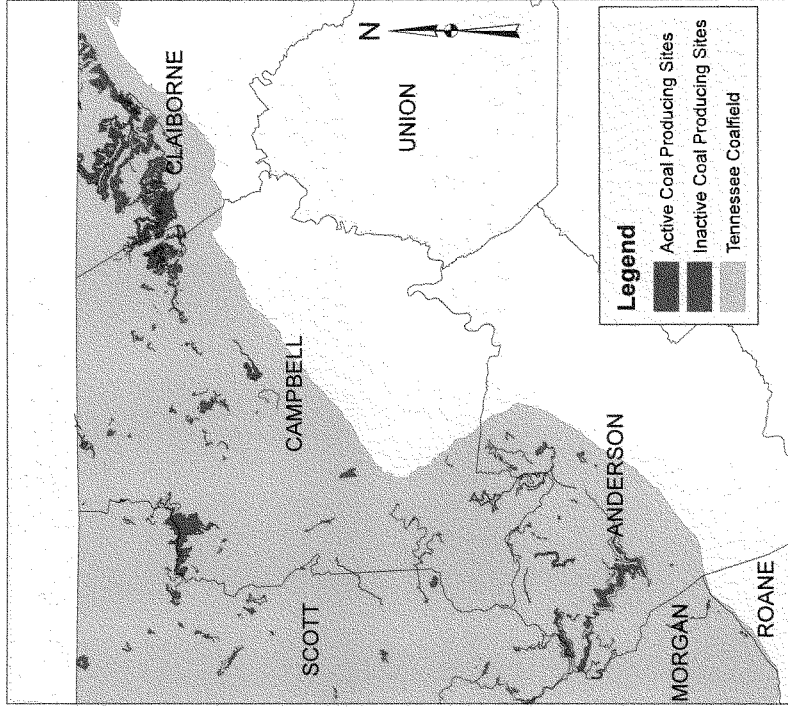 CLAIBORNE
N
UNION
CAMPBELL
SCOTT
ANDERSON
MORGAN
ROANE
Legend
Active Coal Producing Sites
Inactive Coal Producing Sites
Tennessee Coalfield